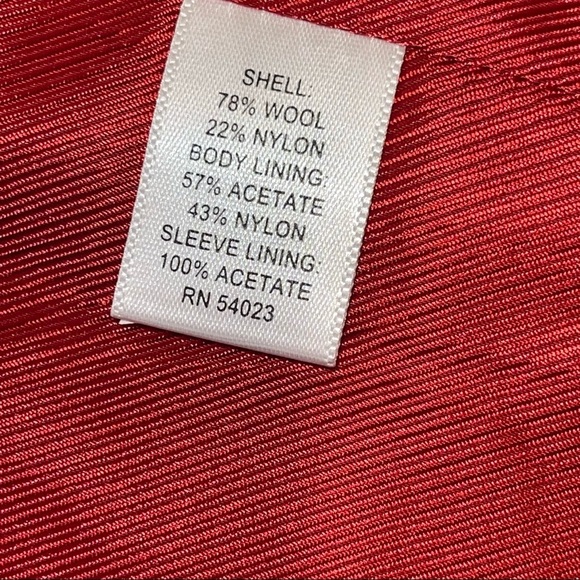 SHELL:
78% WOOL
22% NYLON
BODY LINING:
57% ACETATE
43% NYLON
SLEEVE LINING:
100% ACETATE
RN 54023